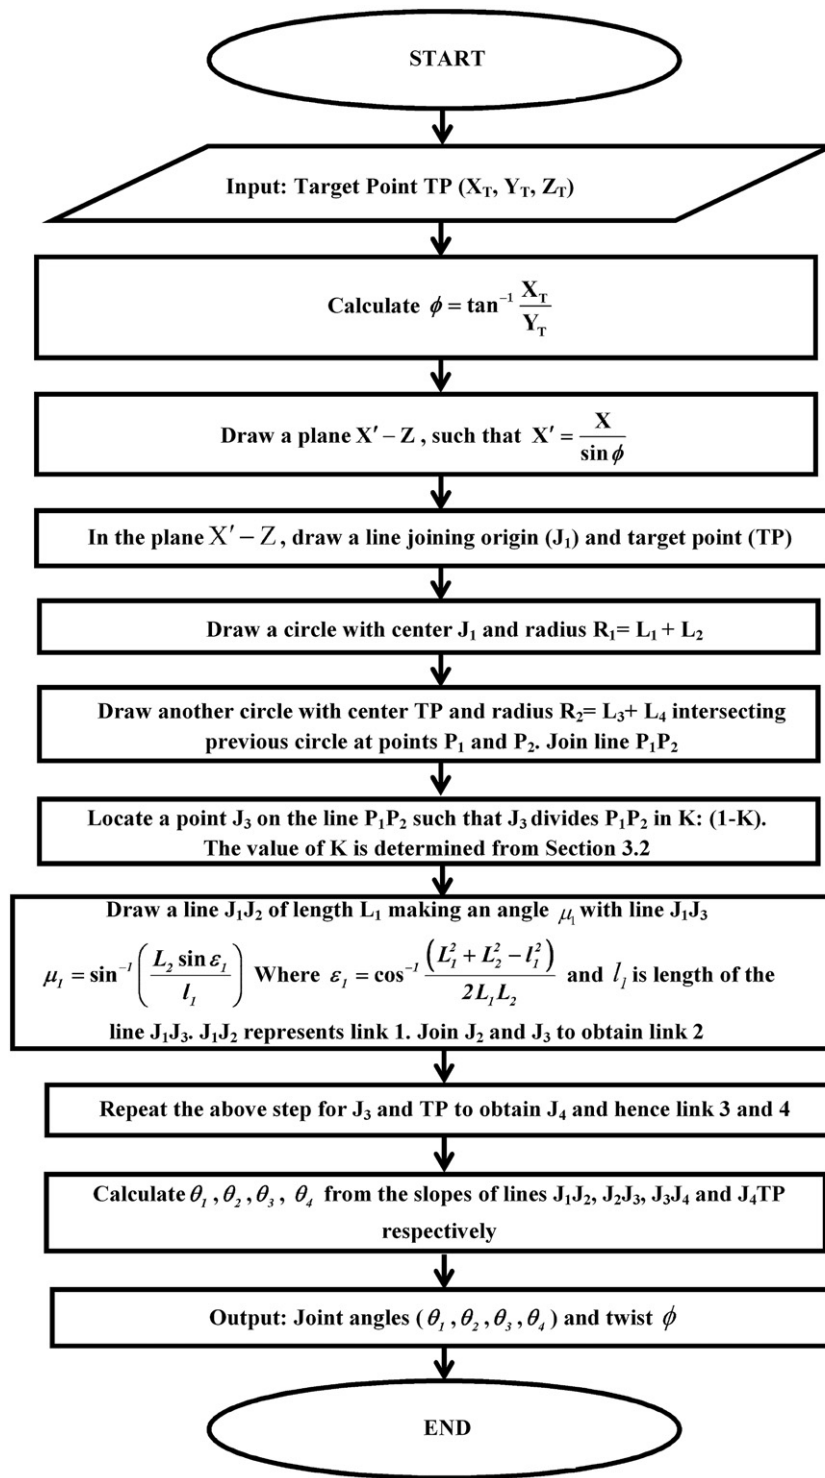 START
Input: Target Point TP (X_T, Y_T, Z_T)
Calculate ϕ = tan⁻¹ X_T / Y_T
Draw a plane X′ − Z , such that X′ = X / sin ϕ
In the plane X′ − Z , draw a line joining origin (J₁) and target point (TP)
Draw a circle with center J₁ and radius R₁= L₁ + L₂
Draw another circle with center TP and radius R₂= L₃+ L₄ intersecting
previous circle at points P₁ and P₂. Join line P₁P₂
Locate a point J₃ on the line P₁P₂ such that J₃ divides P₁P₂ in K: (1-K).
The value of K is determined from Section 3.2
Draw a line J₁J₂ of length L₁ making an angle μ₁ with line J₁J₃
μ₁ = sin⁻¹ ( L₂ sin ε₁ / l₁ ) Where ε₁ = cos⁻¹ (L₁² + L₂² − l₁²) / 2L₁L₂ and l₁ is length of the
line J₁J₃. J₁J₂ represents link 1. Join J₂ and J₃ to obtain link 2
Repeat the above step for J₃ and TP to obtain J₄ and hence link 3 and 4
Calculate θ₁ , θ₂ , θ₃ , θ₄ from the slopes of lines J₁J₂, J₂J₃, J₃J₄ and J₄TP
respectively
Output: Joint angles ( θ₁ , θ₂ , θ₃ , θ₄ ) and twist ϕ
END